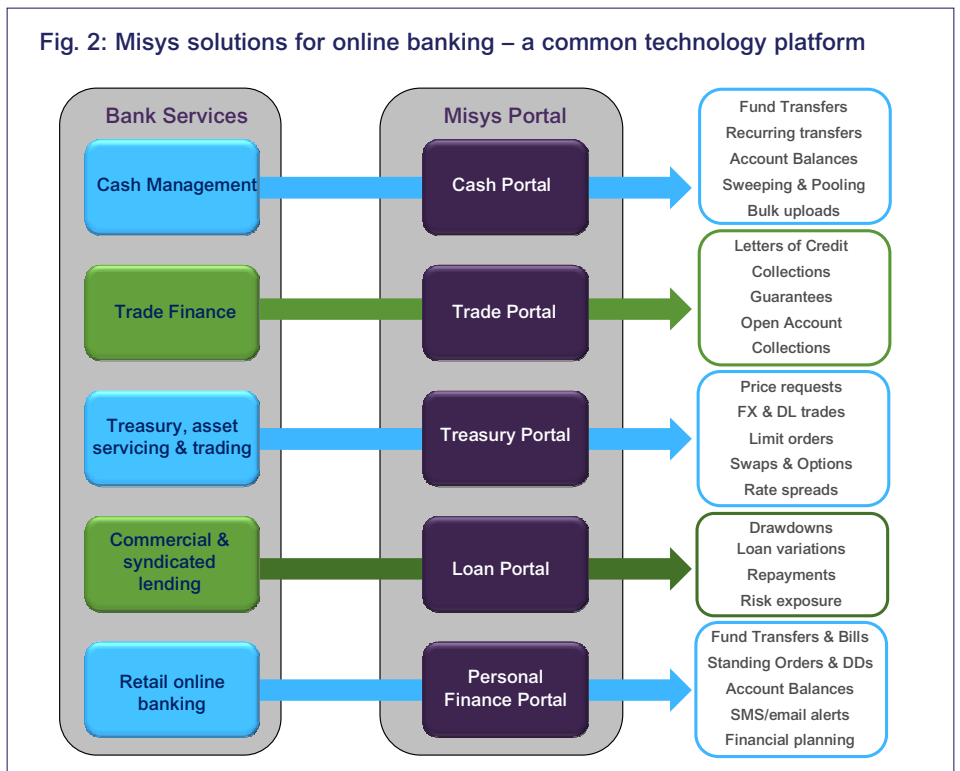 Fig. 2: Misys solutions for online banking – a common technology platform
Bank Services
Misys Portal
Cash Management
Cash Portal
Fund Transfers
Recurring transfers
Account Balances
Sweeping & Pooling
Bulk uploads
Trade Finance
Trade Portal
Letters of Credit
Collections
Guarantees
Open Account
Collections
Treasury, asset
servicing & trading
Treasury Portal
Price requests
FX & DL trades
Limit orders
Swaps & Options
Rate spreads
Commercial &
syndicated
lending
Loan Portal
Drawdowns
Loan variations
Repayments
Risk exposure
Retail online
banking
Personal
Finance Portal
Fund Transfers & Bills
Standing Orders & DDs
Account Balances
SMS/email alerts
Financial planning